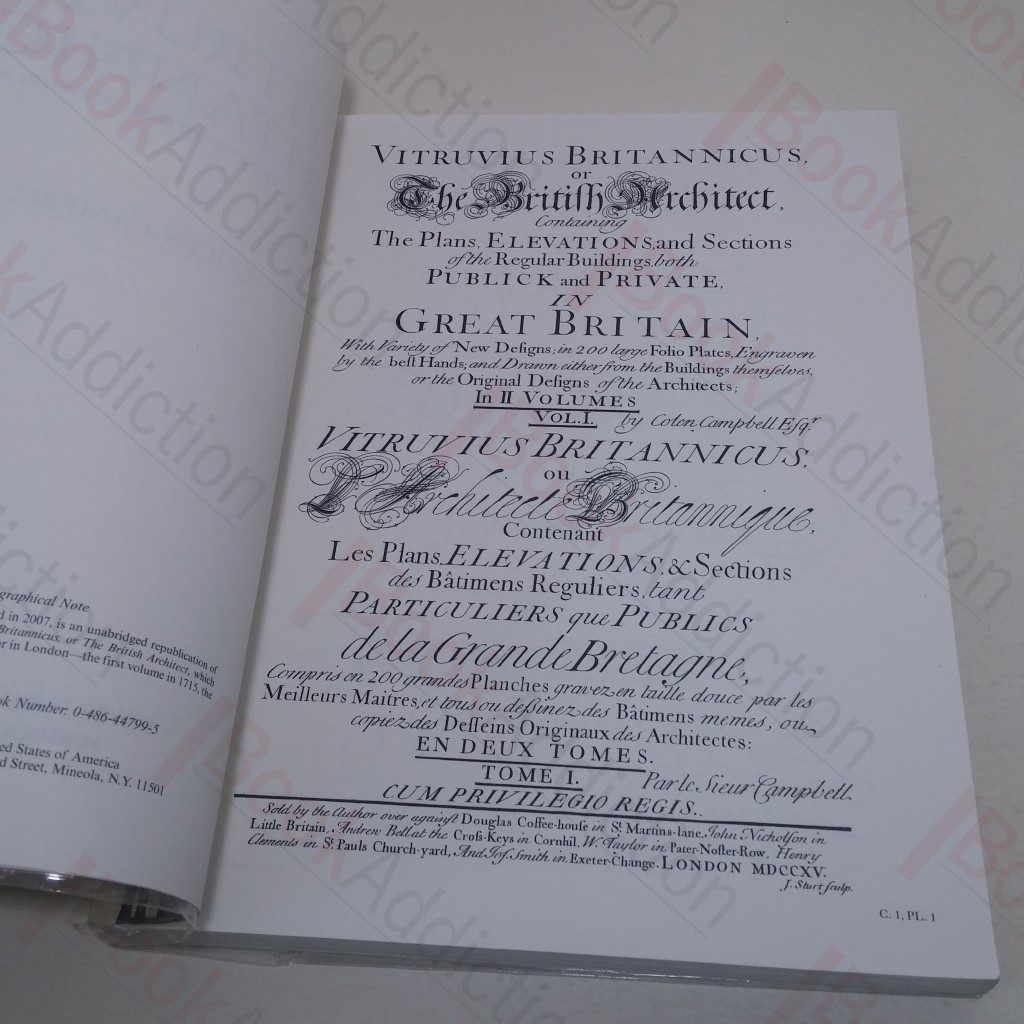 graphical Note
d in 2007, is an unabridged republication of
Britannicus, or The British Architect, which
or in London—the first volume in 1715, the
ok Number: 0-486-44799-5
ed States of America
d Street, Mineola, N.Y. 11501
VITRUVIUS BRITANNICUS,
or
The Britiſh Architect,
Containing
The Plans, ELEVATIONS, and Sections
of the Regular Buildings, both
PUBLICK and PRIVATE,
IN
GREAT BRITAIN,
With Variety of New Deſigns; in 200 large Folio Plates, Engraven
by the beſt Hands; and Drawn either from the Buildings themſelves,
or the Original Deſigns of the Architects;
In II VOLUMES
VOL. I. by Colen Campbell Eſqr.
VITRUVIUS BRITANNICUS,
ou
L'Architecte Britannique,
Contenant
Les Plans, ELEVATIONS, & Sections
des Bâtimens Reguliers, tant
PARTICULIERS que PUBLICS
de la Grande Bretagne,
Compris en 200 grandes Planches gravez en taille douce par les
Meilleurs Maitres, et tous ou deſſinez des Bâtimens memes, ou
copiez des Deſſeins Originaux des Architectes:
EN DEUX TOMES.
TOME I. Par le Sieur Campbell.
CUM PRIVILEGIO REGIS.
Sold by the Author over againſt Douglas Coffee-houſe in St. Martins-lane, John Nicholſon in
Little Britain, Andrew Bell at the Croſs-Keys in Cornhil, W. Taylor in Pater-Noſter-Row, Henry
Clements in St. Pauls Church-yard, And Joſ. Smith in Exeter-Change. LONDON MDCCXV.
J. Sturt ſculp.
C. 1, PL. 1
BookAddiction